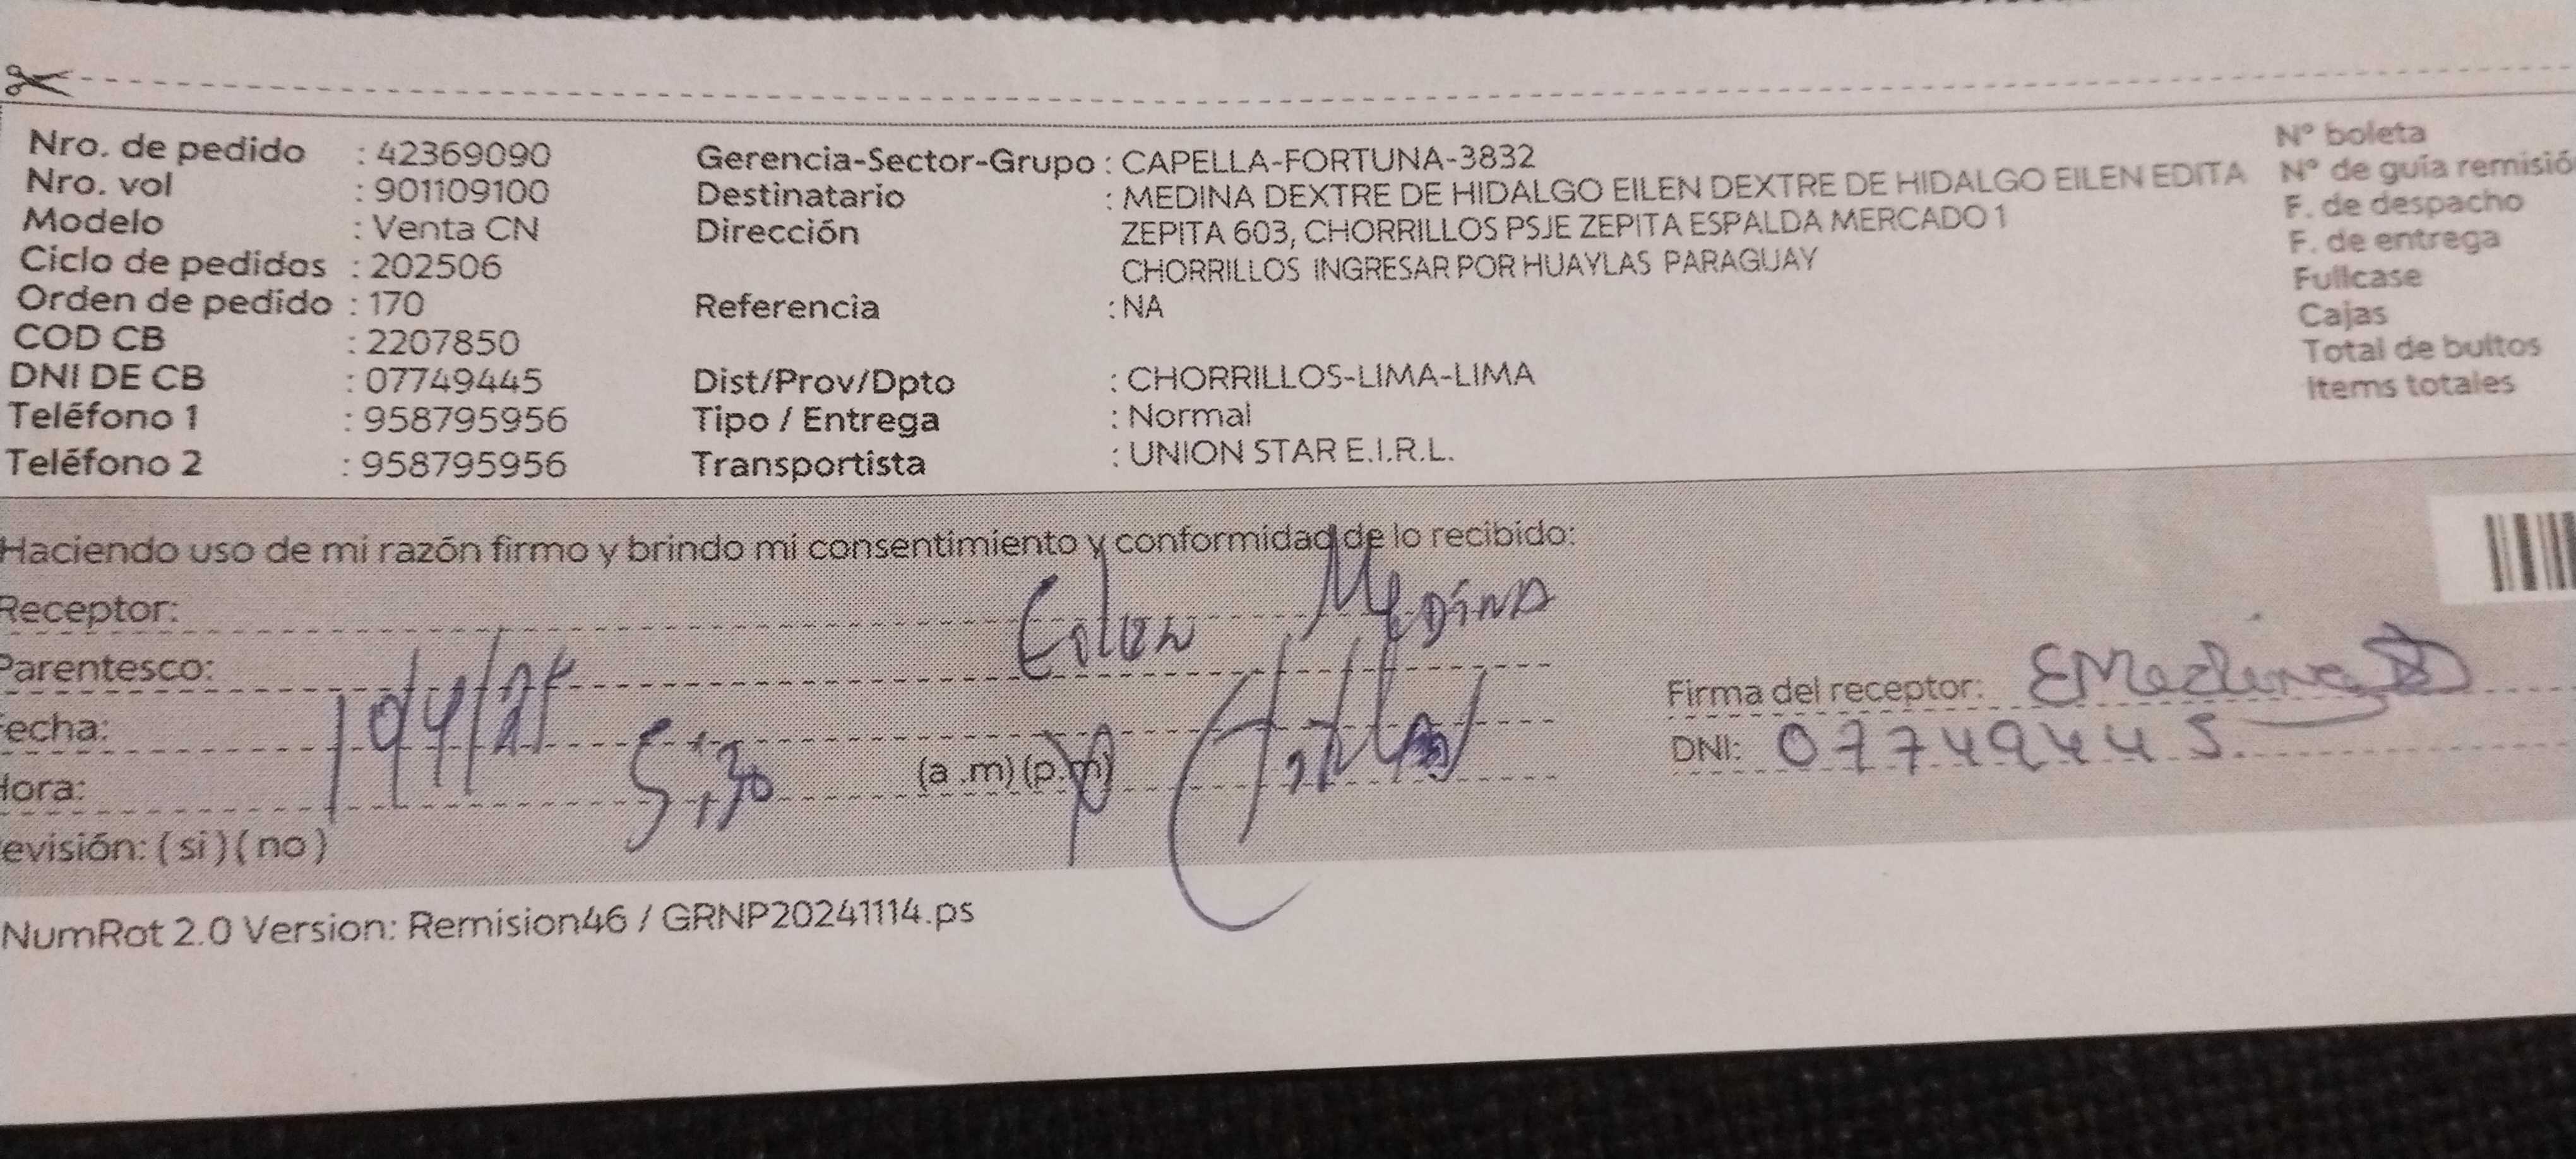 Nro. de pedido : 42369090
Nro. vol : 901109100
Modelo : Venta CN
Ciclo de pedidos : 202506
Orden de pedido : 170
COD CB : 2207850
DNI DE CB : 07749445
Teléfono 1 : 958795956
Teléfono 2 : 958795956
Gerencia-Sector-Grupo : CAPELLA-FORTUNA-3832
Destinatario : MEDINA DEXTRE DE HIDALGO EILEN DEXTRE DE HIDALGO EILEN EDITA
Dirección ZEPITA 603, CHORRILLOS PSJE ZEPITA ESPALDA MERCADO 1
CHORRILLOS INGRESAR POR HUAYLAS PARAGUAY
Referencia : NA
Dist/Prov/Dpto : CHORRILLOS-LIMA-LIMA
Tipo / Entrega : Normal
Transportista : UNION STAR E.I.R.L.
Nº boleta
Nº de guía remisió
F. de despacho
F. de entrega
Fullcase
Cajas
Total de bultos
Items totales
Haciendo uso de mi razón firmo y brindo mi consentimiento y conformidad de lo recibido:
Receptor: Eilen Medina
Parentesco:
echa:
Hora: 5:30 (a .m) (p.m)
evisión: ( si ) ( no )
Firma del receptor: EMedina
DNI: 07749445
NumRot 2.0 Version: Remision46 / GRNP20241114.ps